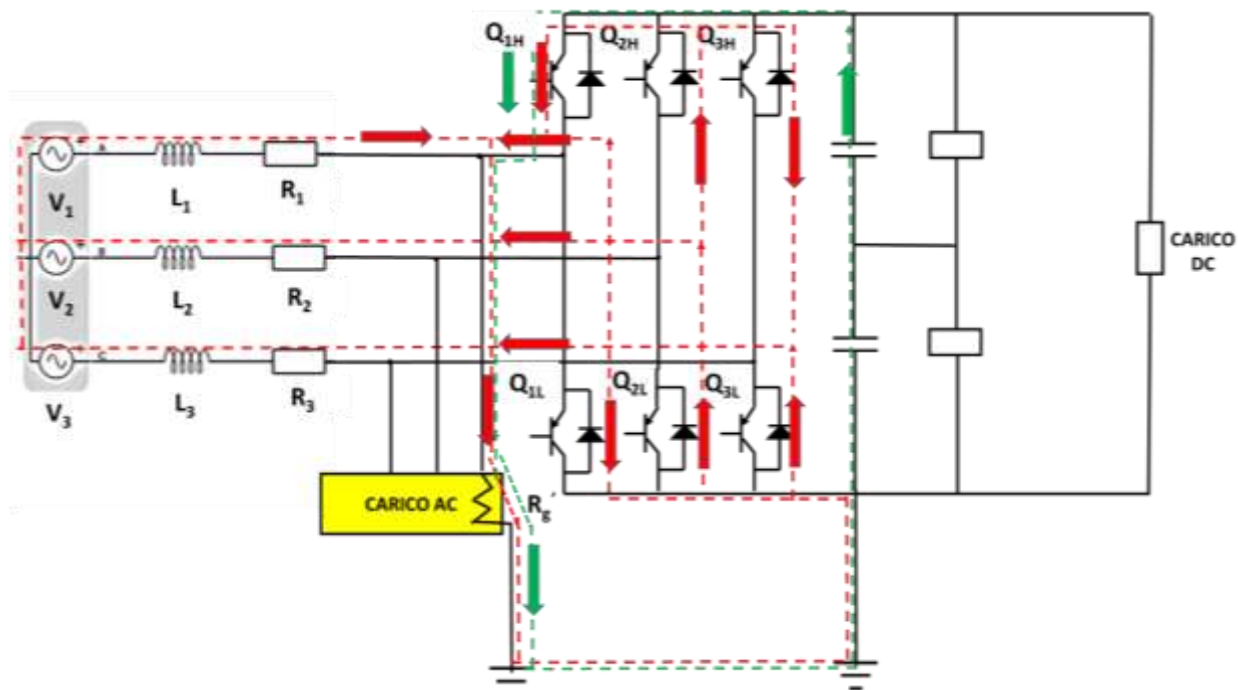 Q1H
Q2H
Q3H
A
V1
L1
R1
B
V2
L2
R2
CARICO
DC
C
V3
L3
R3
Q1L
Q2L
Q3L
CARICO AC
Rg'